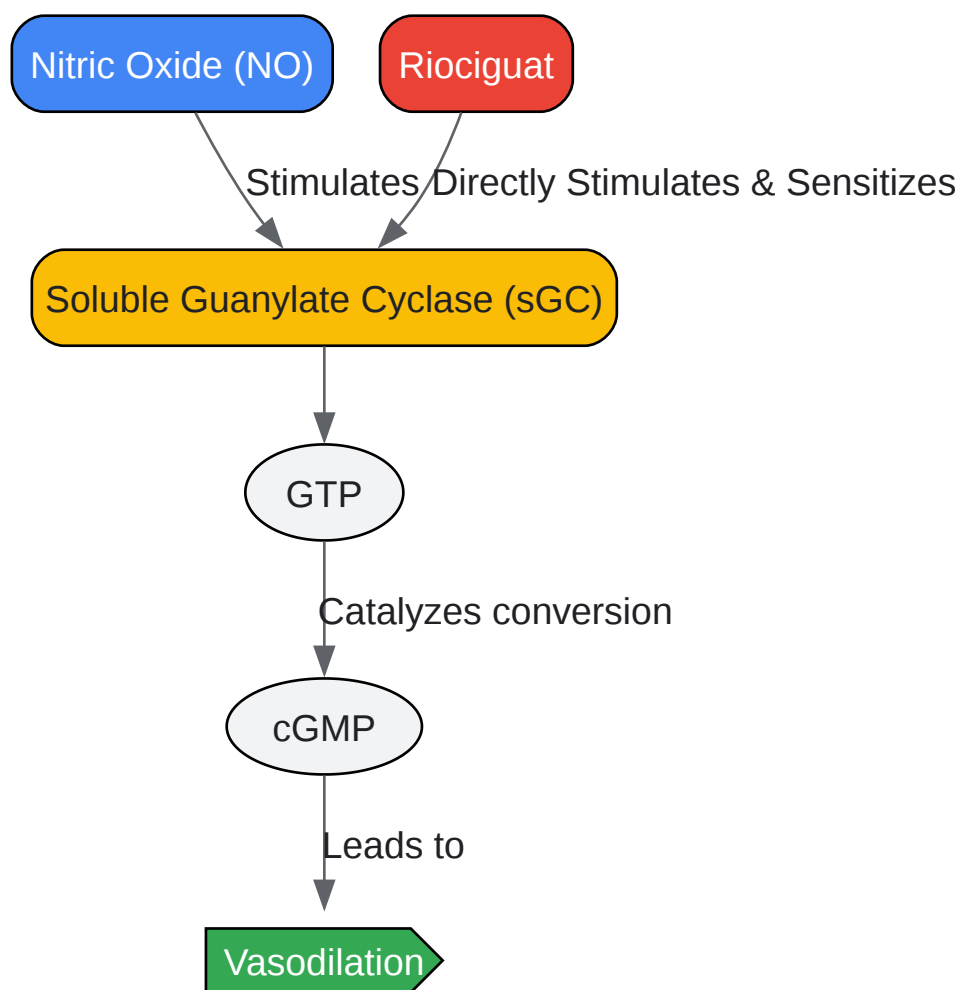 Nitric Oxide (NO)
Riociguat
Stimulates
Directly Stimulates & Sensitizes
Soluble Guanylate Cyclase (sGC)
GTP
Catalyzes conversion
cGMP
Leads to
Vasodilation